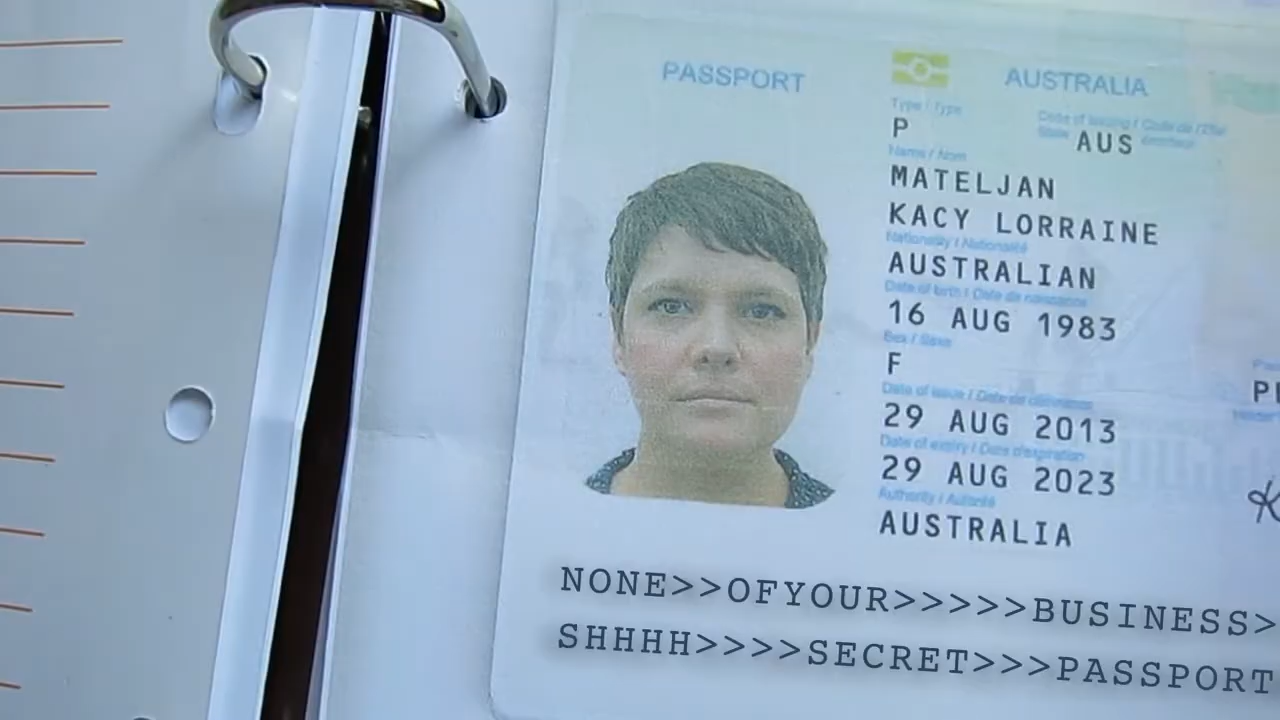 PASSPORT
AUSTRALIA
Type / Type
P
AUS
Name / Nom
MATELJAN
KACY LORRAINE
Nationality / Nationalité
AUSTRALIAN
Date of birth / Date de naissance
16 AUG 1983
Sex / Sexe
F
Date of issue / Date de délivrance
29 AUG 2013
Date of expiry / Date d'expiration
29 AUG 2023
Authority / Autorité
AUSTRALIA
NONE>>OFYOUR>>>>>BUSINESS>
SHHHH>>>>SECRET>>>PASSPORT